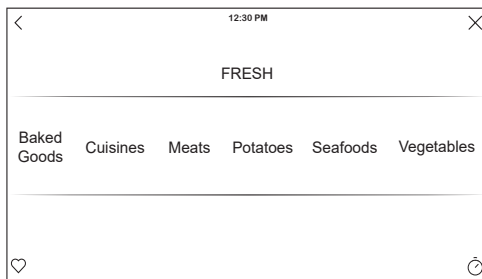 12:30 PM
FRESH
Baked
Goods
Cuisines
Meats
Potatoes
Seafoods
Vegetables